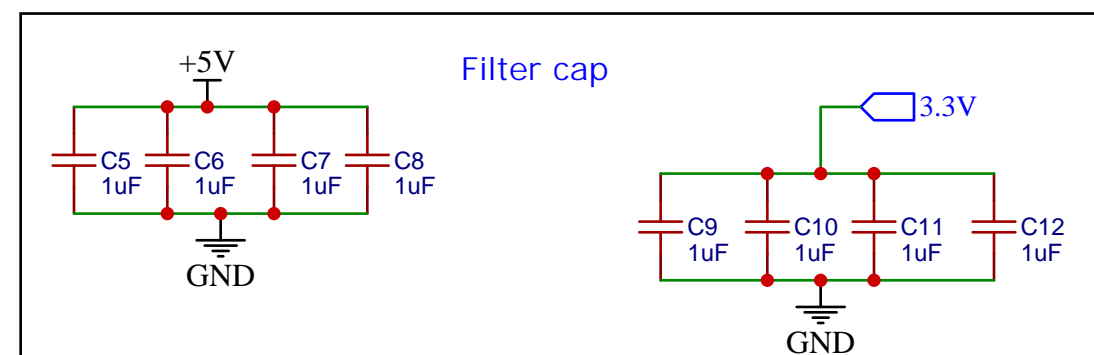 Filter cap
+5V
C5 C6 C7 C8
1uF 1uF 1uF 1uF
GND
3.3V
C9 C10 C11 C12
1uF 1uF 1uF 1uF
GND